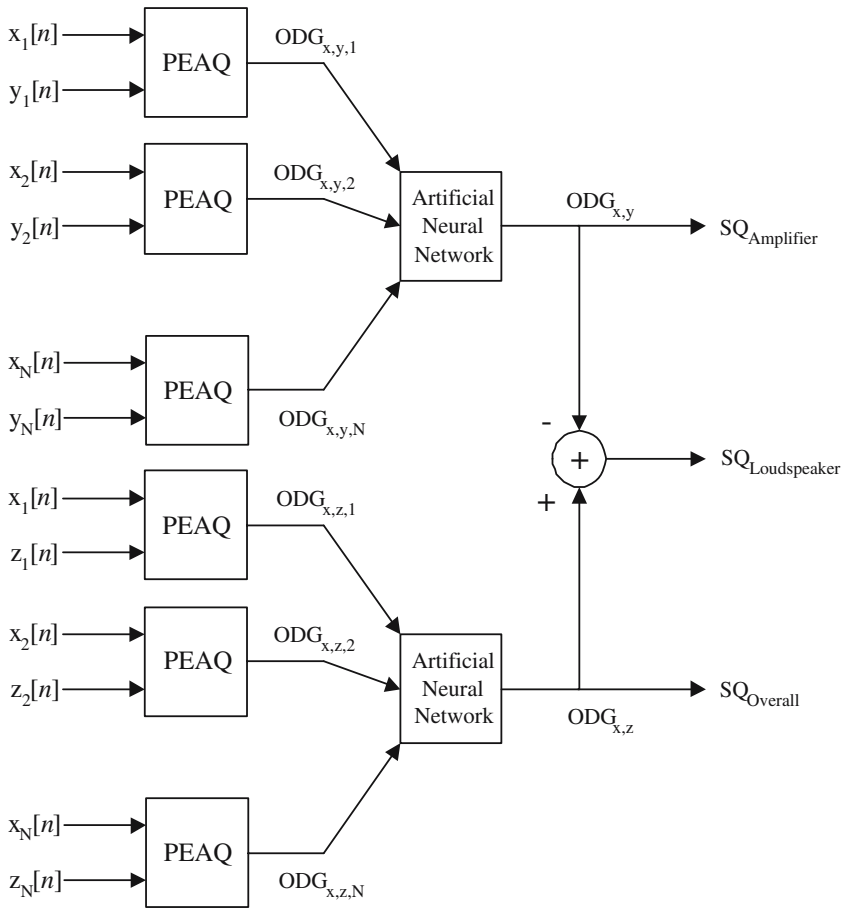 x1[n]
y1[n]
PEAQ
ODGx,y,1
x2[n]
y2[n]
PEAQ
ODGx,y,2
Artificial
Neural
Network
ODGx,y
SQAmplifier
xN[n]
yN[n]
PEAQ
ODGx,y,N
-
+
+
SQLoudspeaker
x1[n]
z1[n]
PEAQ
ODGx,z,1
x2[n]
z2[n]
PEAQ
ODGx,z,2
Artificial
Neural
Network
ODGx,z
SQOverall
xN[n]
zN[n]
PEAQ
ODGx,z,N